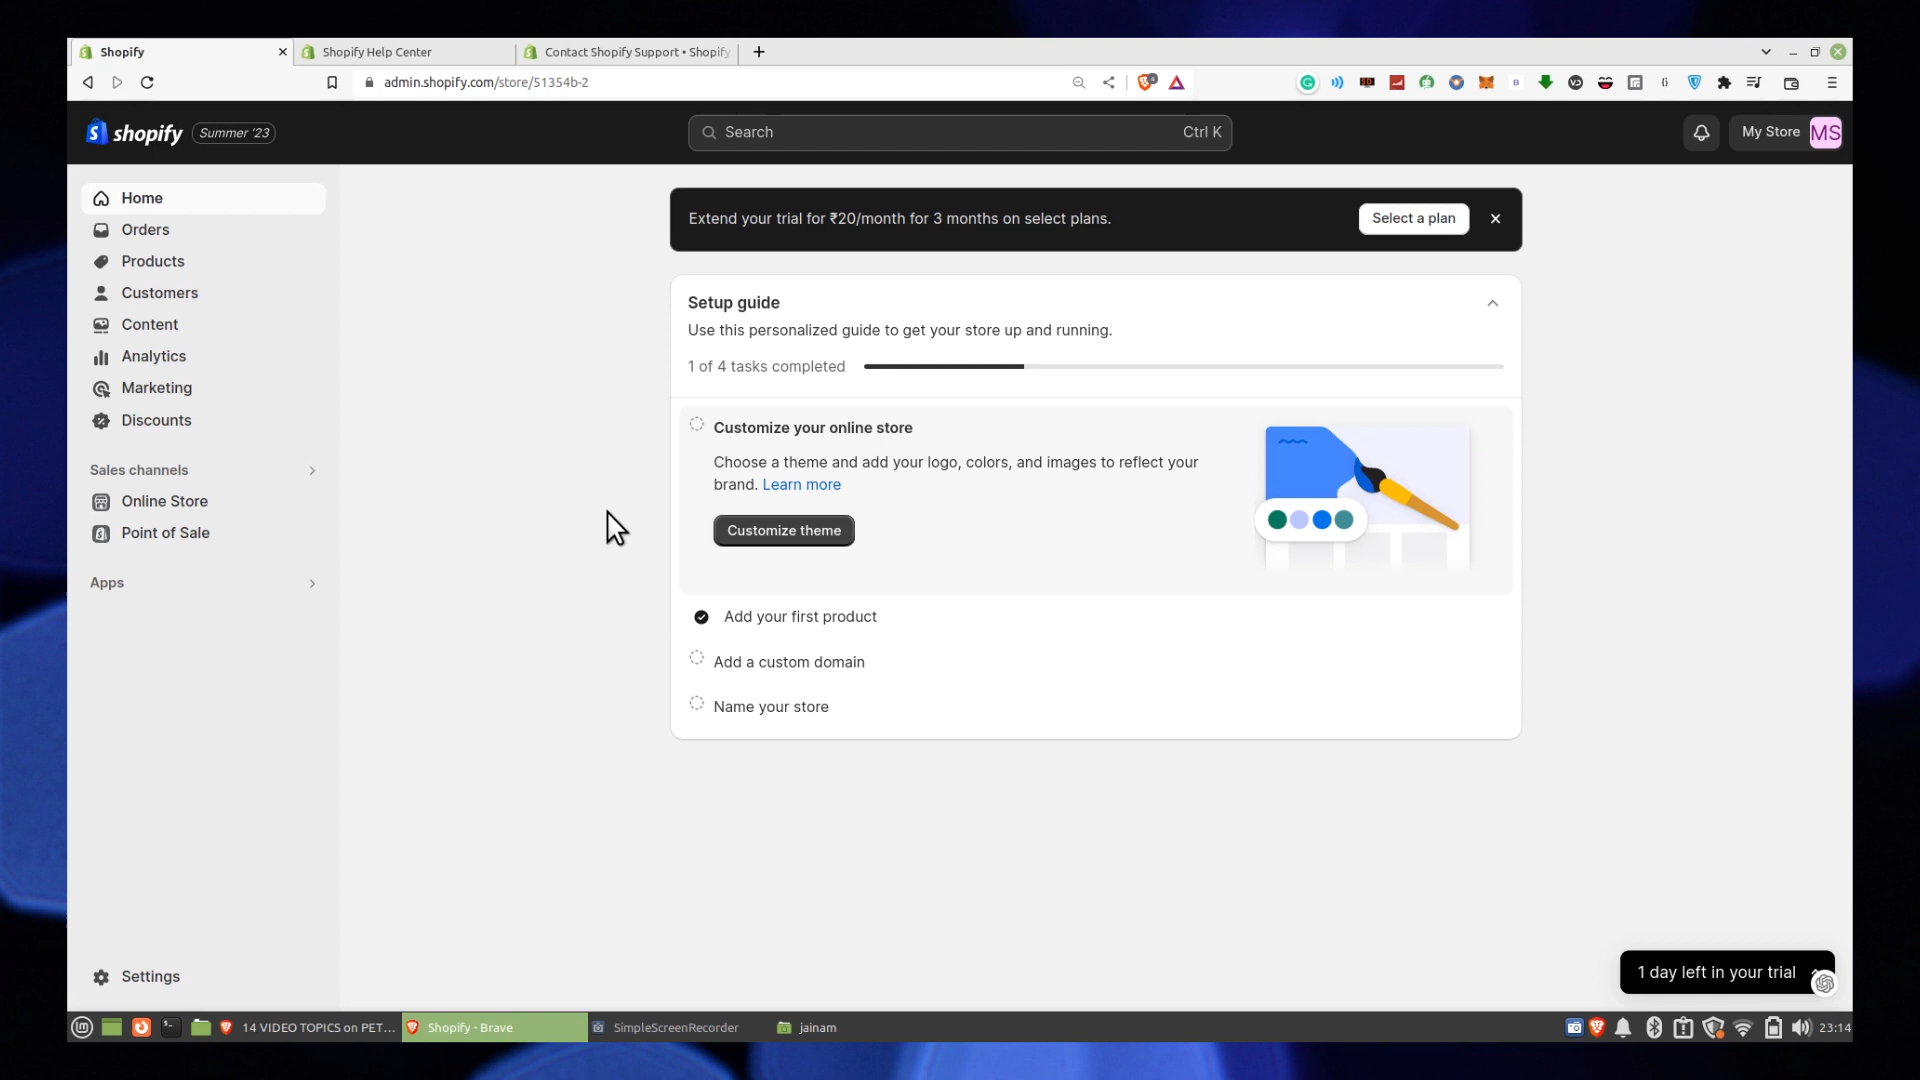 Shopify
Shopify Help Center
Contact Shopify Support • Shopify
admin.shopify.com/store/51354b-2
shopify
Summer '23
Search
Ctrl K
My Store
MS
Home
Orders
Products
Customers
Content
Analytics
Marketing
Discounts
Sales channels
Online Store
Point of Sale
Apps
Settings
Extend your trial for ₹20/month for 3 months on select plans.
Select a plan
Setup guide
Use this personalized guide to get your store up and running.
1 of 4 tasks completed
Customize your online store
Choose a theme and add your logo, colors, and images to reflect your
brand. Learn more
Customize theme
Add your first product
Add a custom domain
Name your store
1 day left in your trial
14 VIDEO TOPICS on PET...
Shopify - Brave
SimpleScreenRecorder
jainam
23:14